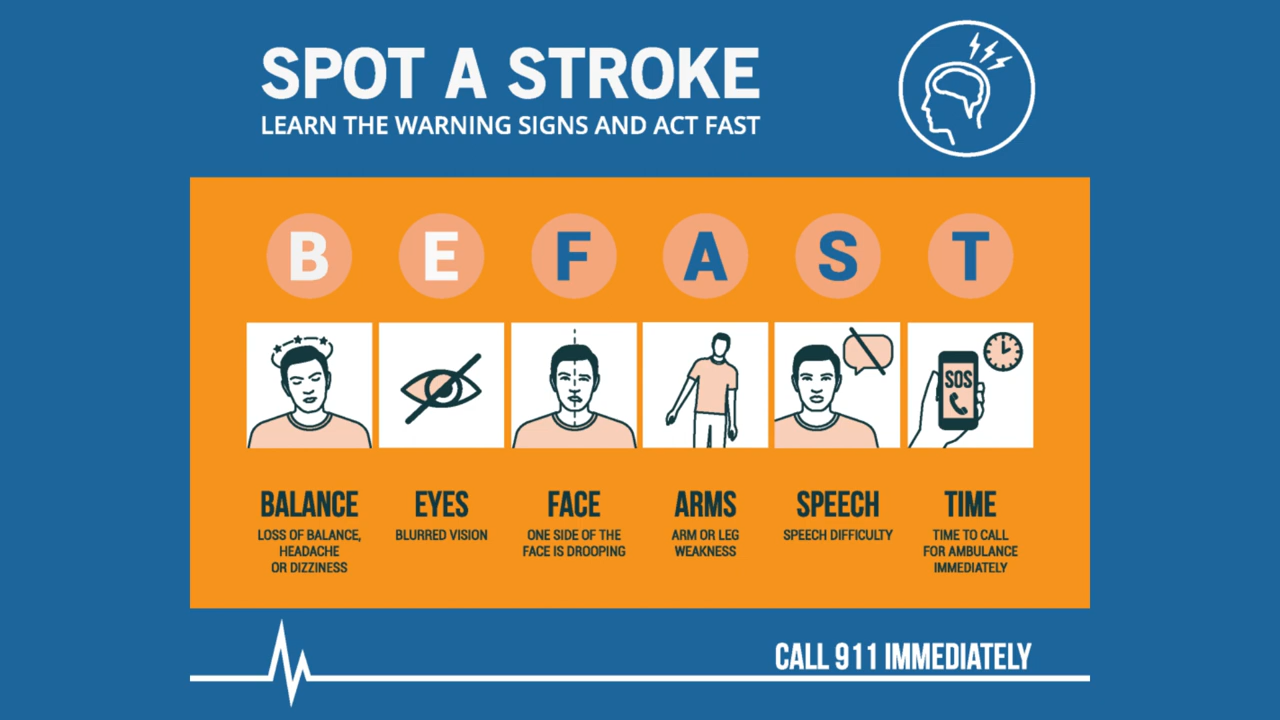 SPOT A STROKE
LEARN THE WARNING SIGNS AND ACT FAST
B E F A S T
SOS
BALANCE
LOSS OF BALANCE,
HEADACHE
OR DIZZINESS
EYES
BLURRED VISION
FACE
ONE SIDE OF THE
FACE IS DROOPING
ARMS
ARM OR LEG
WEAKNESS
SPEECH
SPEECH DIFFICULTY
TIME
TIME TO CALL
FOR AMBULANCE
IMMEDIATELY
CALL 911 IMMEDIATELY